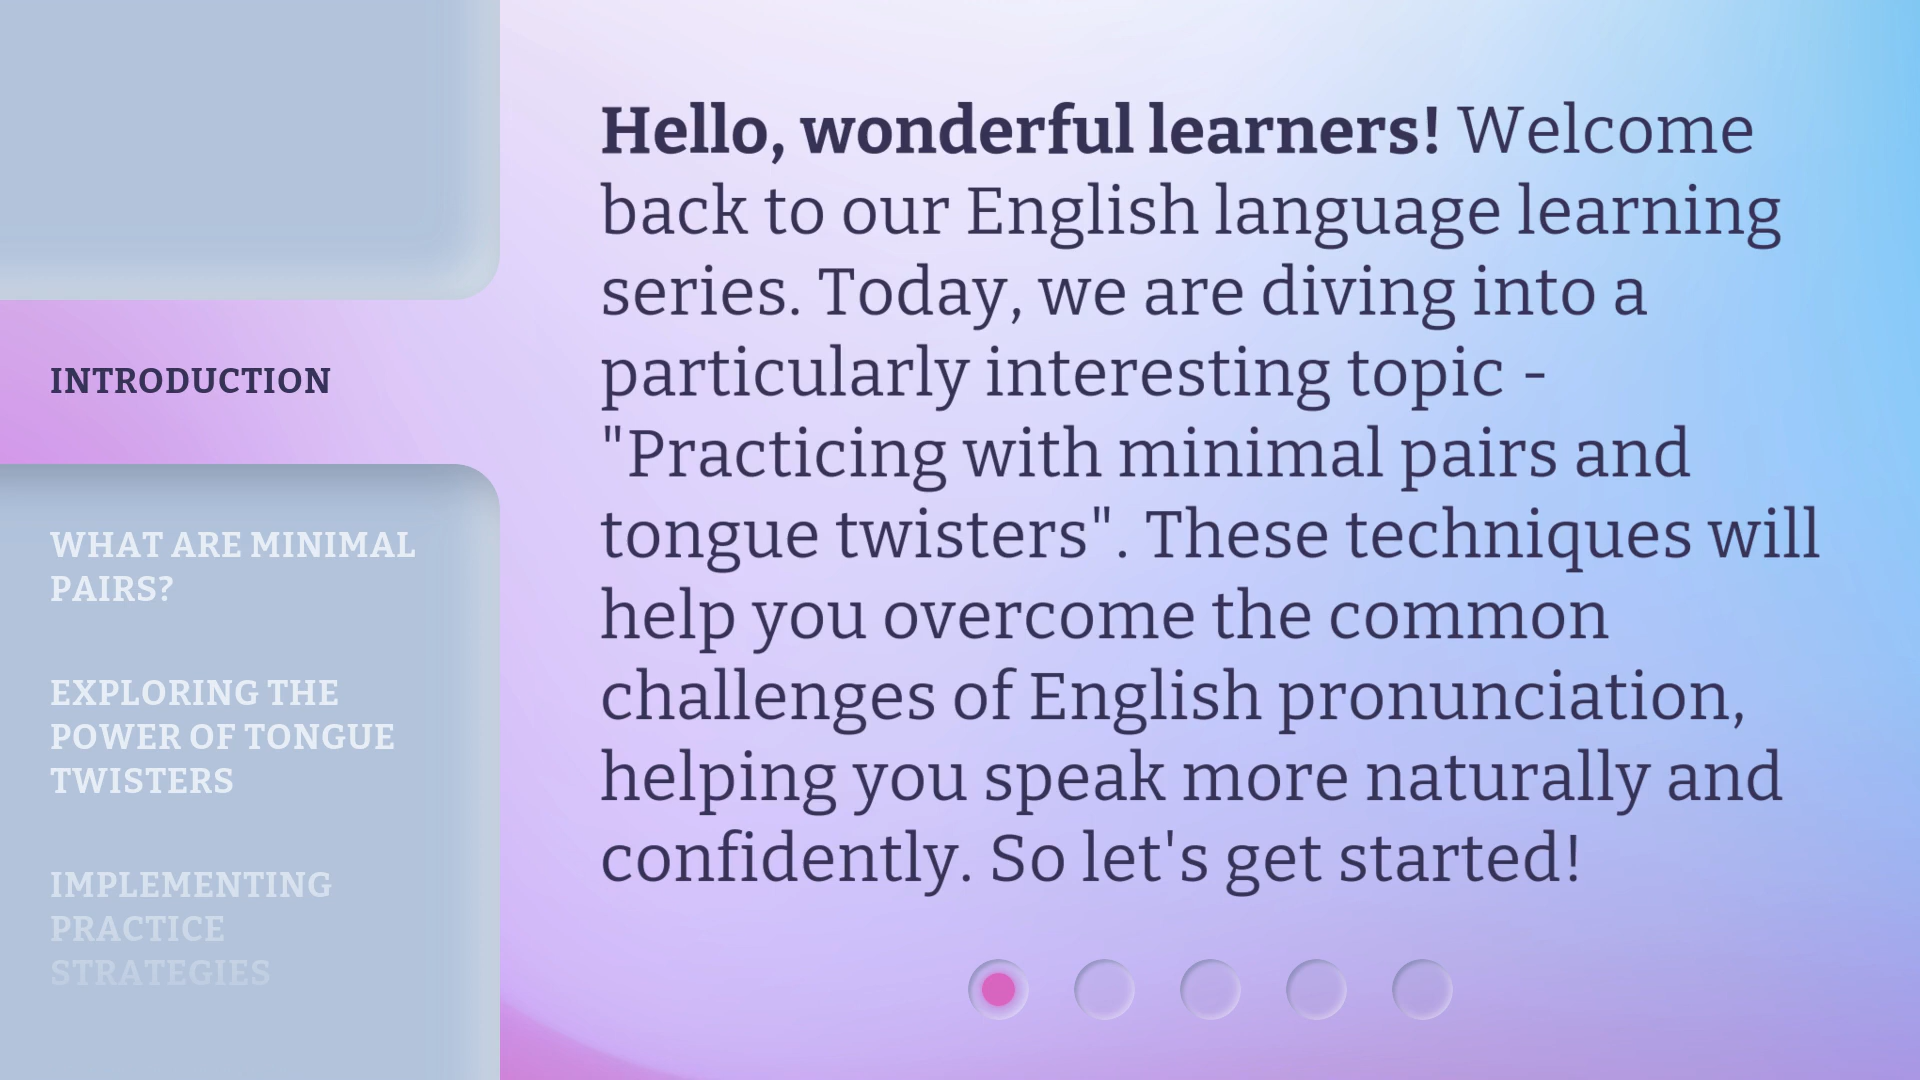 INTRODUCTION
WHAT ARE MINIMAL
PAIRS?
EXPLORING THE
POWER OF TONGUE
TWISTERS
IMPLEMENTING
PRACTICE
STRATEGIES
Hello, wonderful learners! Welcome
back to our English language learning
series. Today, we are diving into a
particularly interesting topic -
"Practicing with minimal pairs and
tongue twisters". These techniques will
help you overcome the common
challenges of English pronunciation,
helping you speak more naturally and
confidently. So let's get started!